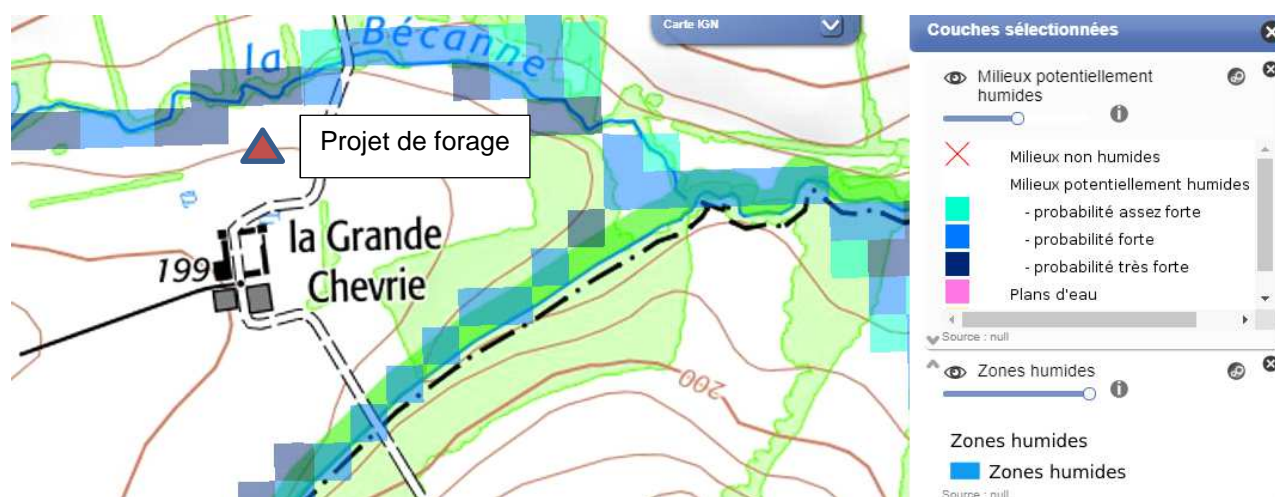 la Bécanne
Carte IGN
Projet de forage
199
la Grande
Chevrie
200
Couches sélectionnées
Milieux potentiellement
humides
Milieux non humides
Milieux potentiellement humides
- probabilité assez forte
- probabilité forte
- probabilité très forte
Plans d'eau
Source : null
Zones humides
Zones humides
Zones humides
Source : null